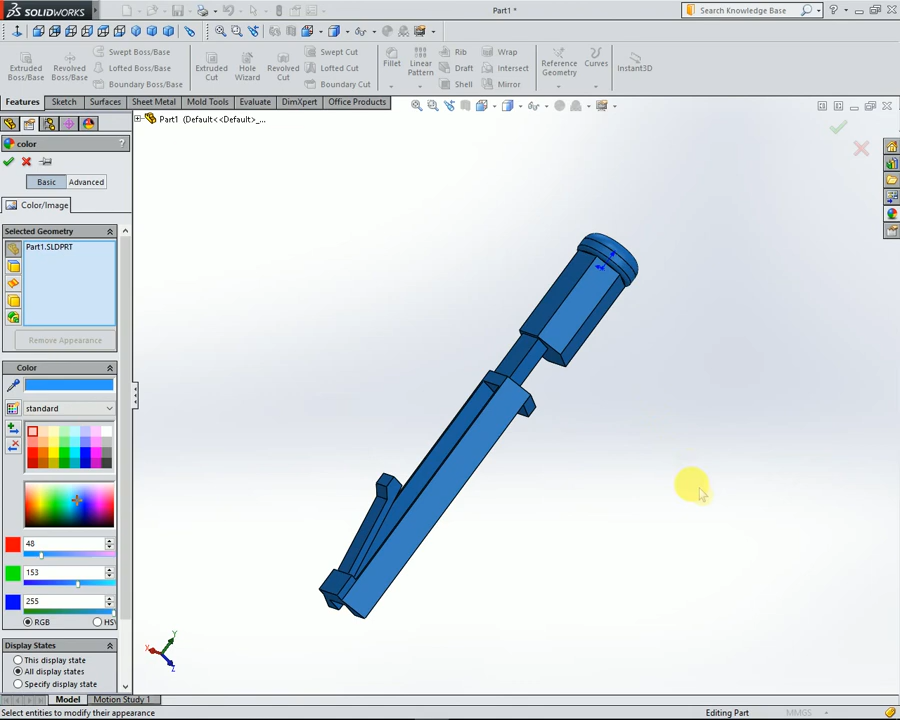 SOLIDWORKS
Part1 *
Search Knowledge Base
Extruded Boss/Base
Revolved Boss/Base
Swept Boss/Base
Lofted Boss/Base
Boundary Boss/Base
Extruded Cut
Hole Wizard
Revolved Cut
Swept Cut
Lofted Cut
Boundary Cut
Fillet
Linear Pattern
Rib
Draft
Shell
Wrap
Intersect
Mirror
Reference Geometry
Curves
Instant3D
Features
Sketch
Surfaces
Sheet Metal
Mold Tools
Evaluate
DimXpert
Office Products
Part1 (Default<<Default>_...
color
?
Basic
Advanced
Color/Image
Selected Geometry
Part1.SLDPRT
Remove Appearance
Color
standard
48
153
255
RGB
HSV
Display States
This display state
All display states
Specify display state
Y
X
Z
Model
Motion Study 1
Select entities to modify their appearance
Editing Part
MMGS